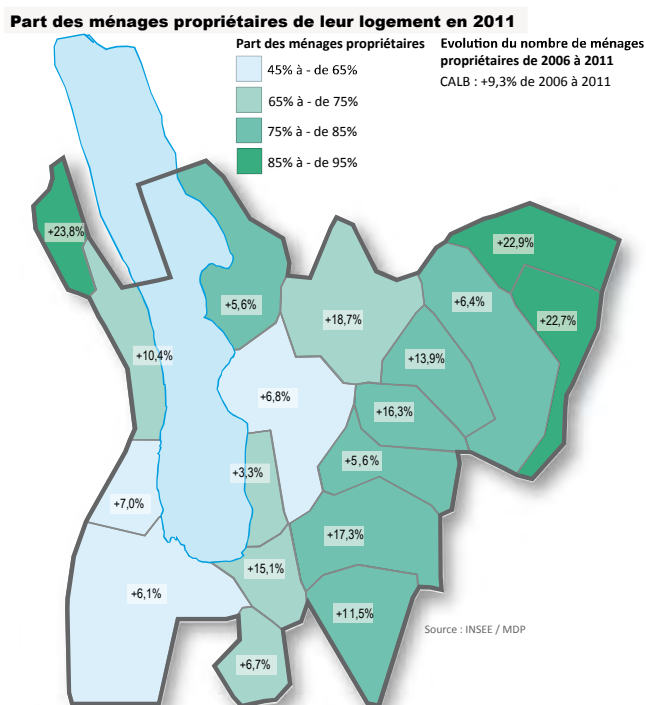 Part des ménages propriétaires de leur logement en 2011
Part des ménages propriétaires
45% à - de 65%
65% à - de 75%
75% à - de 85%
85% à - de 95%
Evolution du nombre de ménages
propriétaires de 2006 à 2011
CALB : +9,3% de 2006 à 2011
+23,8%
+22,9%
+5,6%
+6,4%
+18,7%
+22,7%
+10,4%
+13,9%
+6,8%
+16,3%
+5,6%
+3,3%
+7,0%
+17,3%
+15,1%
+6,1%
+11,5%
+6,7%
Source : INSEE / MDP